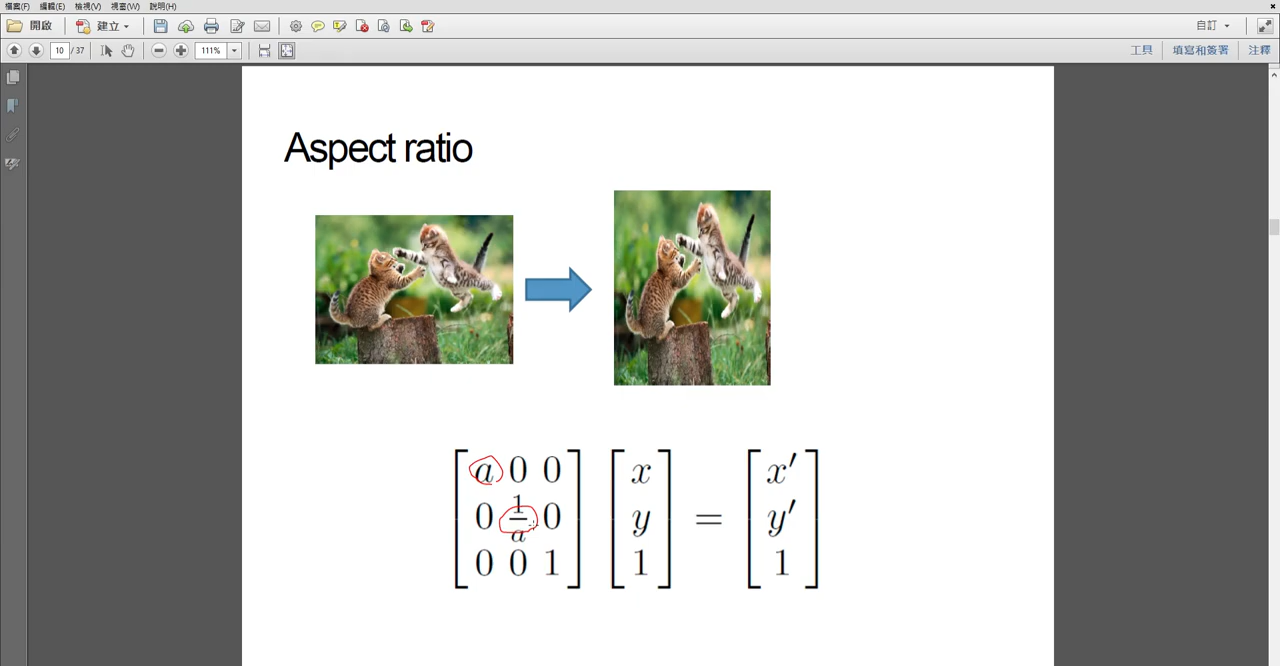 檔案(F) 編輯(E) 檢視(V) 視窗(W) 說明(H) ×
開啟 建立 自訂
10 / 37 111% 工具 填寫和簽署 注釋
Aspect ratio
a 0 0 x x′
0 1/a 0 y = y′
0 0 1 1 1